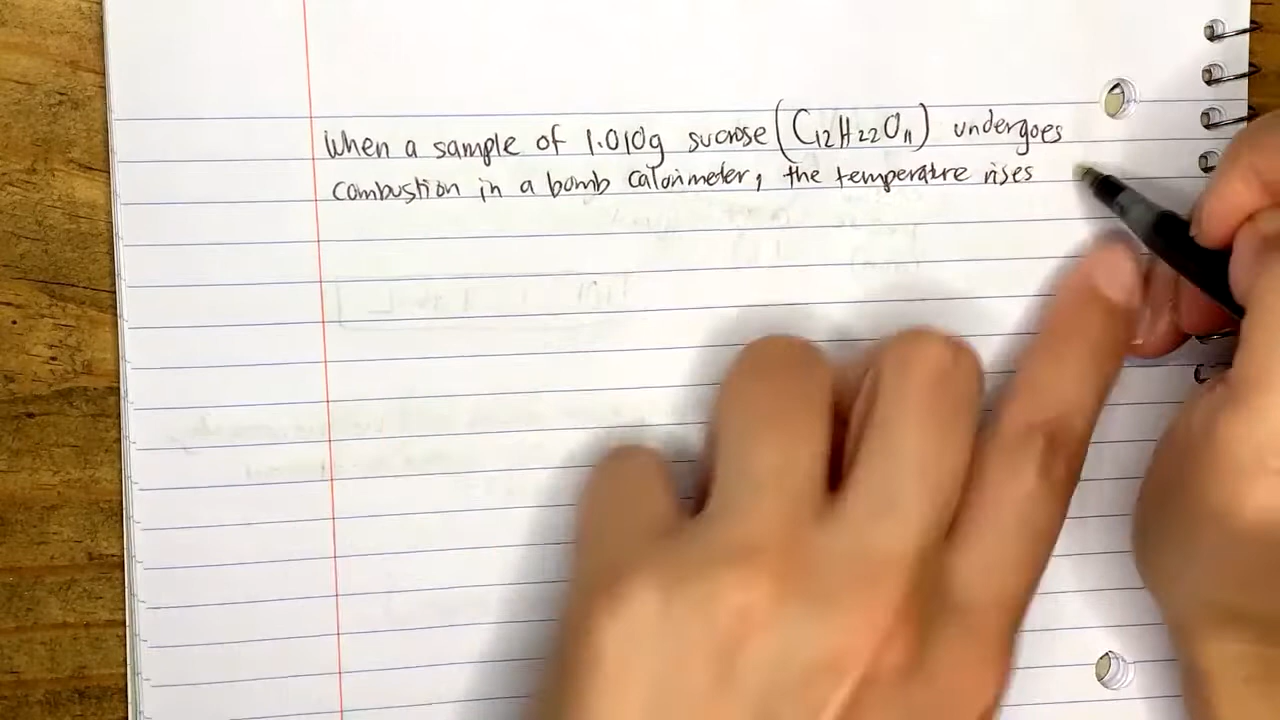 When a sample of 1.010g sucrose (C12H22O11) undergoes
combustion in a bomb calorimeter, the temperature rises